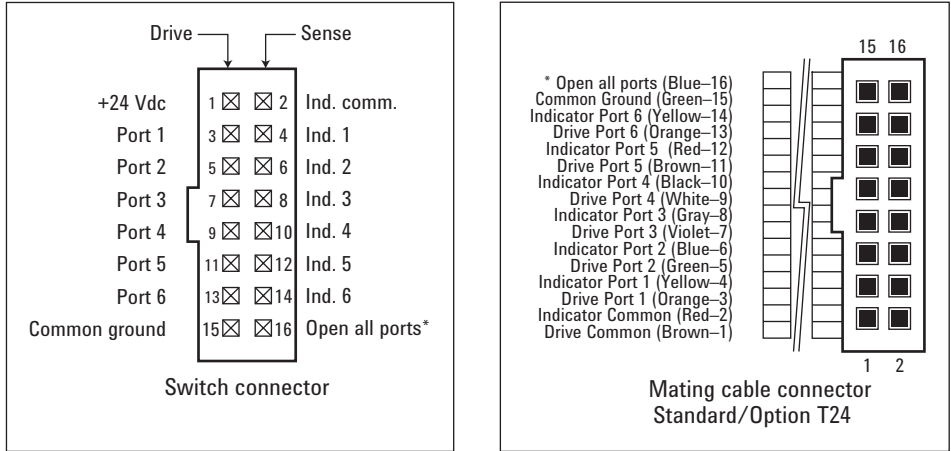 Drive Sense
+24 Vdc 1 2 Ind. comm.
Port 1 3 4 Ind. 1
Port 2 5 6 Ind. 2
Port 3 7 8 Ind. 3
Port 4 9 10 Ind. 4
Port 5 11 12 Ind. 5
Port 6 13 14 Ind. 6
Common ground 15 16 Open all ports*
Switch connector
15 16
* Open all ports (Blue–16)
Common Ground (Green–15)
Indicator Port 6 (Yellow–14)
Drive Port 6 (Orange–13)
Indicator Port 5 (Red–12)
Drive Port 5 (Brown–11)
Indicator Port 4 (Black–10)
Drive Port 4 (White–9)
Indicator Port 3 (Gray–8)
Drive Port 3 (Violet–7)
Indicator Port 2 (Blue–6)
Drive Port 2 (Green–5)
Indicator Port 1 (Yellow–4)
Drive Port 1 (Orange–3)
Indicator Common (Red–2)
Drive Common (Brown–1)
1 2
Mating cable connector
Standard/Option T24